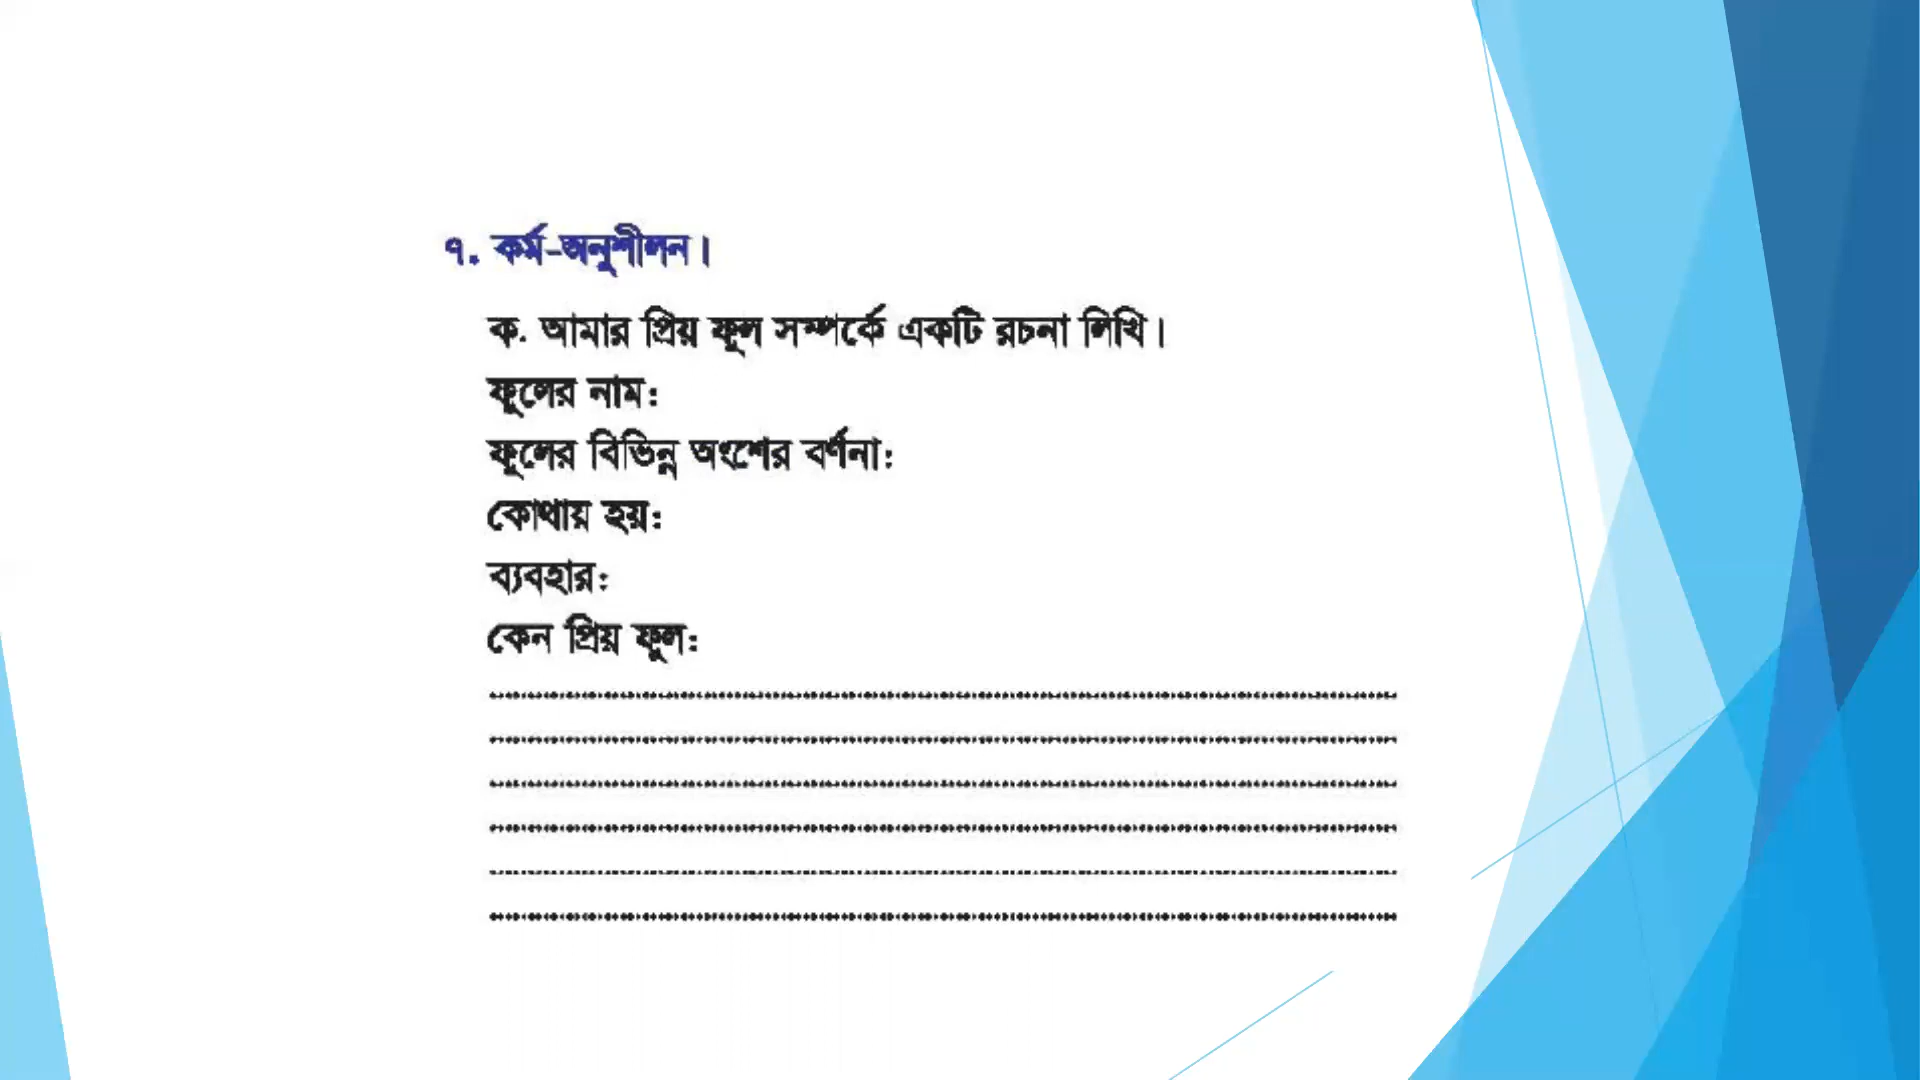 ৭. কর্ম-অনুশীলন।
ক. আমার প্রিয় ফুল সম্পর্কে একটি রচনা লিখি।
ফুলের নাম:
ফুলের বিভিন্ন অংশের বর্ণনা:
কোথায় হয়:
ব্যবহার:
কেন প্রিয় ফুল: